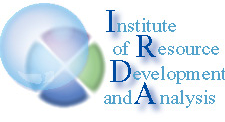 Institute
of Resource
Development
and Analysis